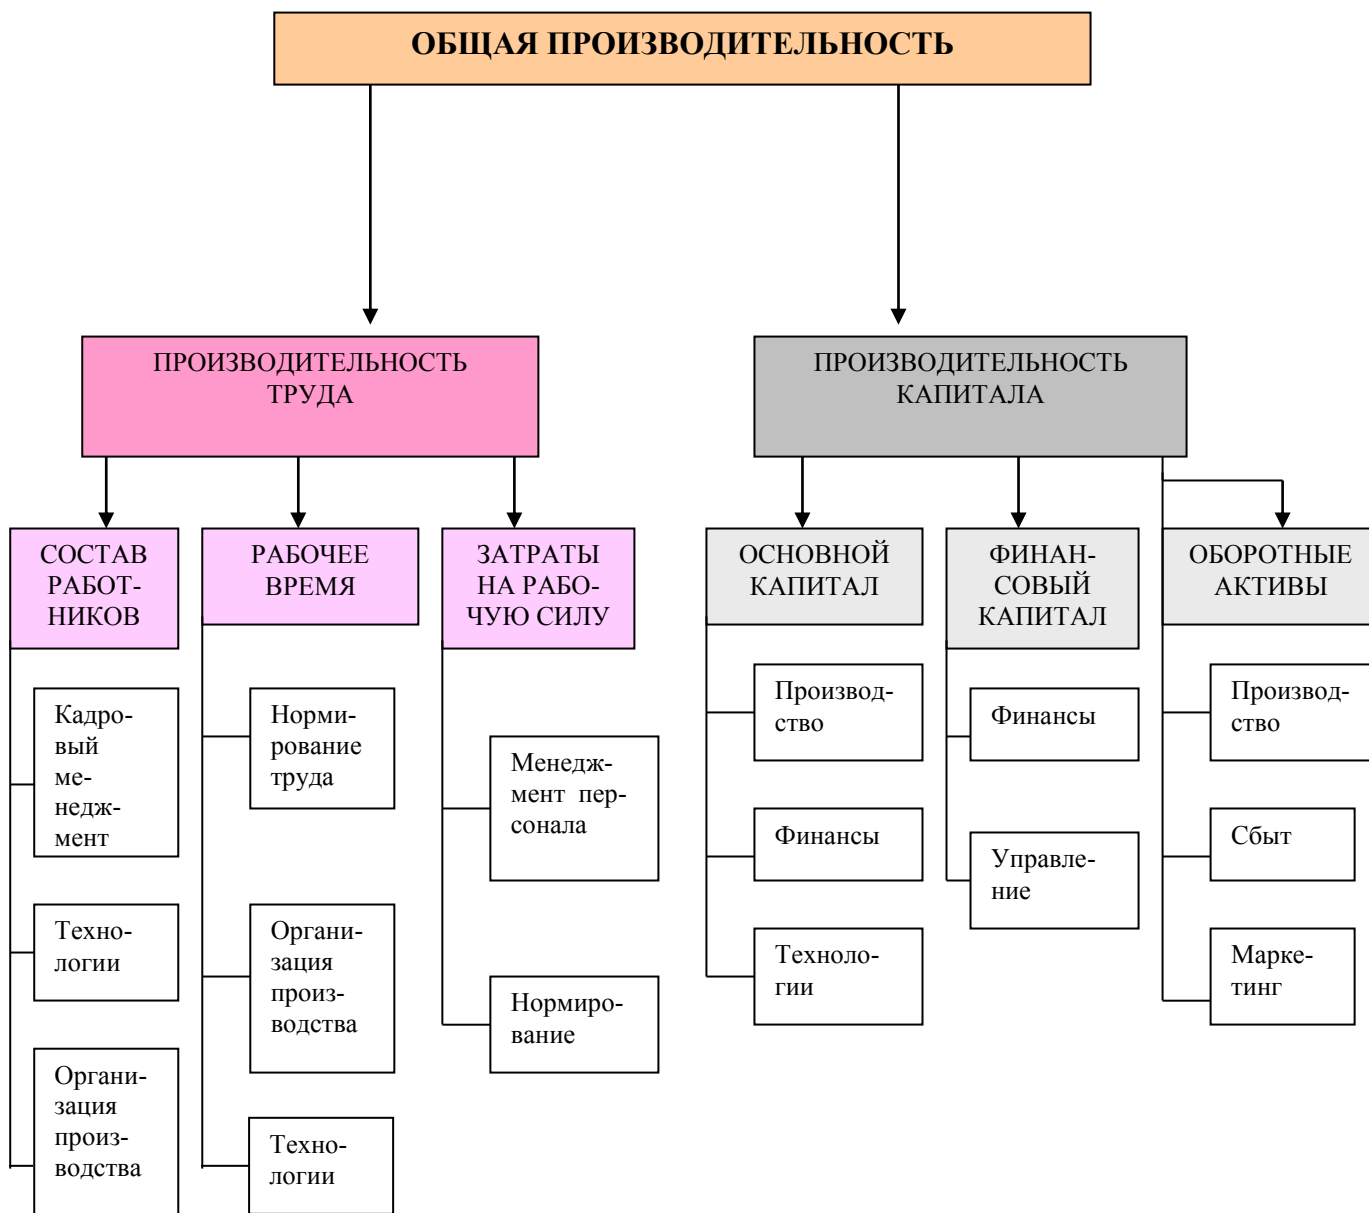 ОБЩАЯ ПРОИЗВОДИТЕЛЬНОСТЬ
ПРОИЗВОДИТЕЛЬНОСТЬ
ТРУДА
ПРОИЗВОДИТЕЛЬНОСТЬ
КАПИТАЛА
СОСТАВ
РАБОТ-
НИКОВ
РАБОЧЕЕ
ВРЕМЯ
ЗАТРАТЫ
НА РАБО-
ЧУЮ СИЛУ
ОСНОВНОЙ
КАПИТАЛ
ФИНАН-
СОВЫЙ
КАПИТАЛ
ОБОРОТНЫЕ
АКТИВЫ
Кадро-
вый
ме-
недж-
мент
Техно-
логии
Органи-
зация
произ-
водства
Норми-
рование
труда
Органи-
зация
произ-
водства
Техно-
логии
Менедж-
мент пер-
сонала
Нормиро-
вание
Производ-
ство
Финансы
Техноло-
гии
Финансы
Управле-
ние
Производ-
ство
Сбыт
Марке-
тинг